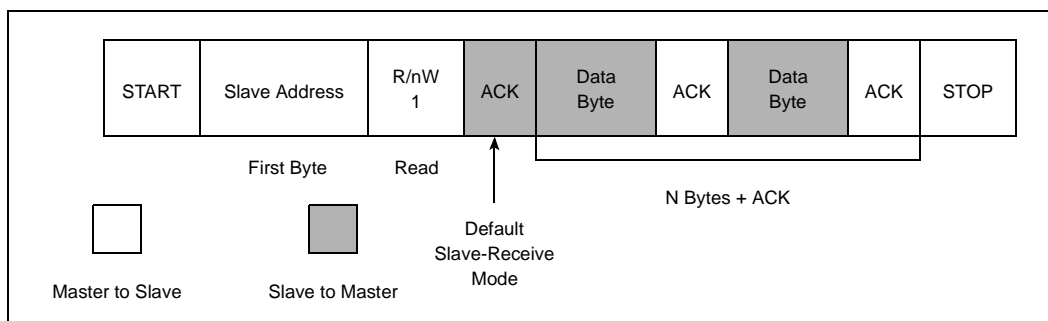 START Slave Address R/nW 1 ACK Data Byte ACK Data Byte ACK STOP
First Byte Read
N Bytes + ACK
Default
Slave-Receive
Mode
Master to Slave Slave to Master